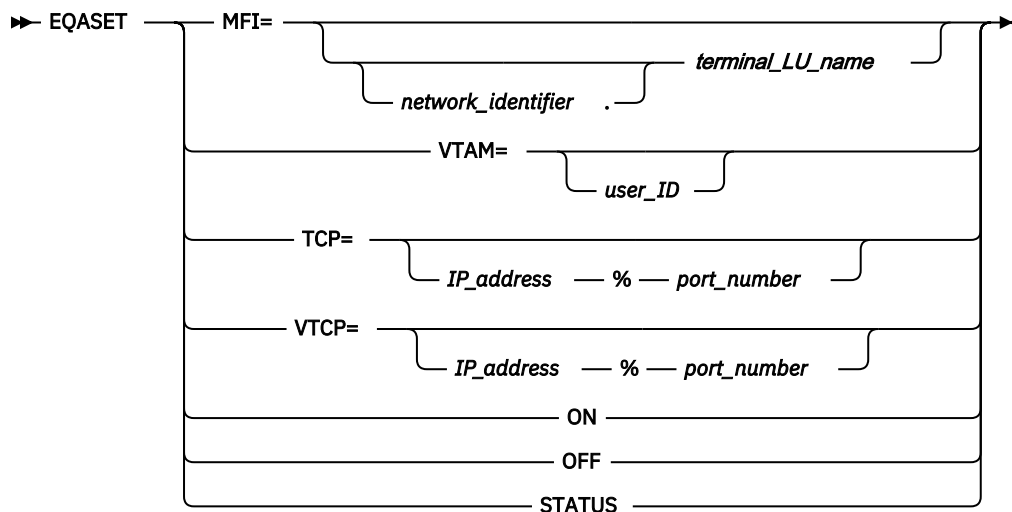 EQASET MFI=
terminal_LU_name
network_identifier .
VTAM=
user_ID
TCP=
IP_address % port_number
VTCP=
IP_address % port_number
ON
OFF
STATUS